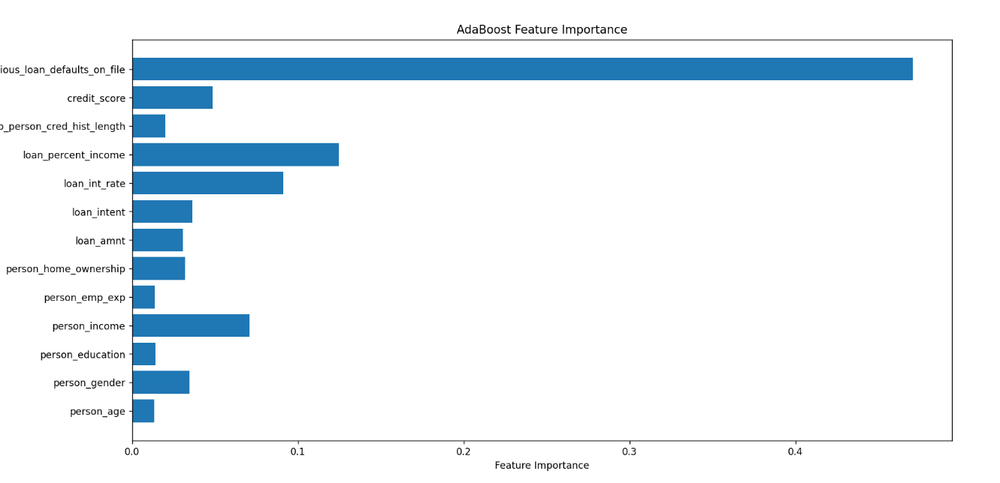 AdaBoost Feature Importance
ious_loan_defaults_on_file
credit_score
_person_cred_hist_length
loan_percent_income
loan_int_rate
loan_intent
loan_amnt
person_home_ownership
person_emp_exp
person_income
person_education
person_gender
person_age
0.0 0.1 0.2 0.3 0.4
Feature Importance